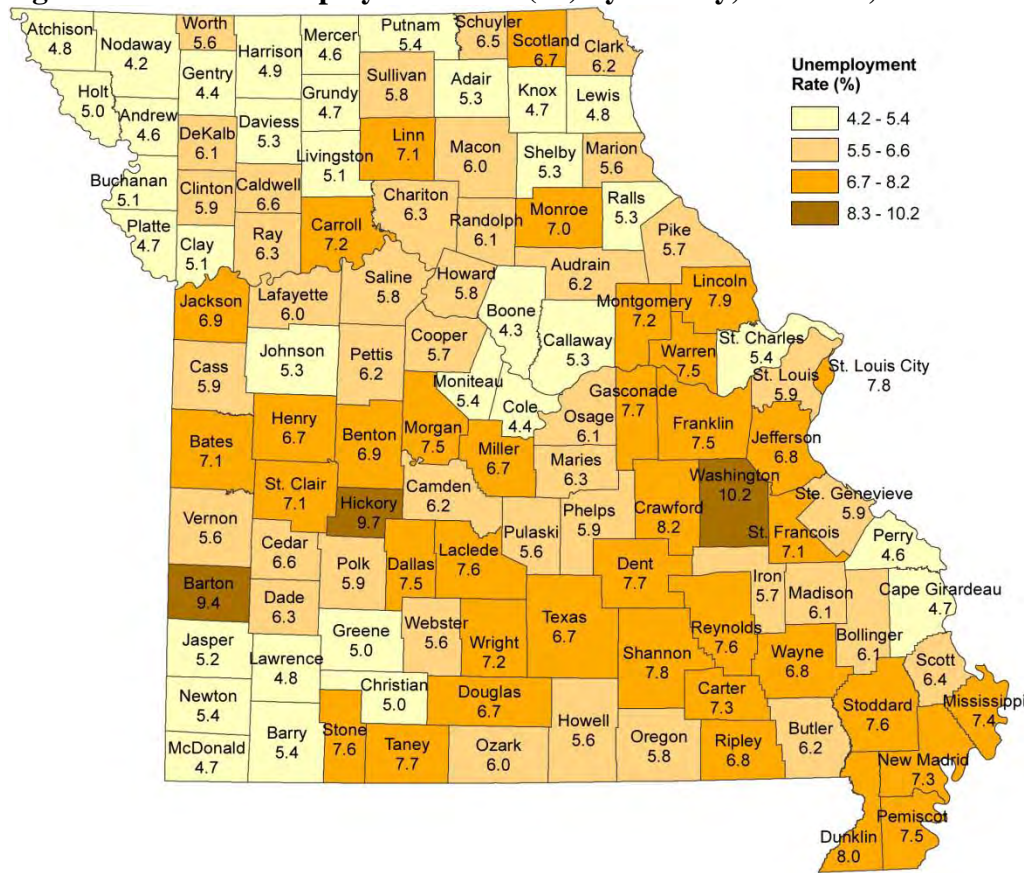 Atchison
4.8
Nodaway
4.2
Worth
5.6
Harrison
4.9
Mercer
4.6
Putnam
5.4
Schuyler
6.5
Scotland
6.7
Clark
6.2
Holt
5.0
Gentry
4.4
Andrew
4.6
DeKalb
6.1
Daviess
5.3
Grundy
4.7
Sullivan
5.8
Adair
5.3
Knox
4.7
Lewis
4.8
Livingston
5.1
Linn
7.1
Macon
6.0
Shelby
5.3
Marion
5.6
Buchanan
5.1
Clinton
5.9
Caldwell
6.6
Platte
4.7
Clay
5.1
Ray
6.3
Carroll
7.2
Chariton
6.3
Randolph
6.1
Monroe
7.0
Ralls
5.3
Pike
5.7
Jackson
6.9
Lafayette
6.0
Saline
5.8
Howard
5.8
Boone
4.3
Audrain
6.2
Callaway
5.3
Montgomery
7.2
Lincoln
7.9
Warren
7.5
St. Charles
5.4
St. Louis
5.9
St. Louis City
7.8
Cass
5.9
Johnson
5.3
Pettis
6.2
Cooper
5.7
Moniteau
5.4
Cole
4.4
Osage
6.1
Gasconade
7.7
Franklin
7.5
Jefferson
6.8
Bates
7.1
Henry
6.7
Benton
6.9
Morgan
7.5
Miller
6.7
Maries
6.3
Washington
10.2
Ste. Genevieve
5.9
St. Francois
7.1
Perry
4.6
St. Clair
7.1
Hickory
9.7
Camden
6.2
Pulaski
5.6
Phelps
5.9
Crawford
8.2
Vernon
5.6
Cedar
6.6
Polk
5.9
Dallas
7.5
Laclede
7.6
Dent
7.7
Iron
5.7
Madison
6.1
Cape Girardeau
4.7
Barton
9.4
Dade
6.3
Greene
5.0
Webster
5.6
Wright
7.2
Texas
6.7
Shannon
7.8
Reynolds
7.6
Wayne
6.8
Bollinger
6.1
Scott
6.4
Mississippi
7.4
Jasper
5.2
Lawrence
4.8
Christian
5.0
Douglas
6.7
Howell
5.6
Carter
7.3
Butler
6.2
Stoddard
7.6
Newton
5.4
McDonald
4.7
Barry
5.4
Stone
7.6
Taney
7.7
Ozark
6.0
Oregon
5.8
Ripley
6.8
New Madrid
7.3
Pemiscot
7.5
Dunklin
8.0
Unemployment
Rate (%)
4.2 - 5.4
5.5 - 6.6
6.7 - 8.2
8.3 - 10.2